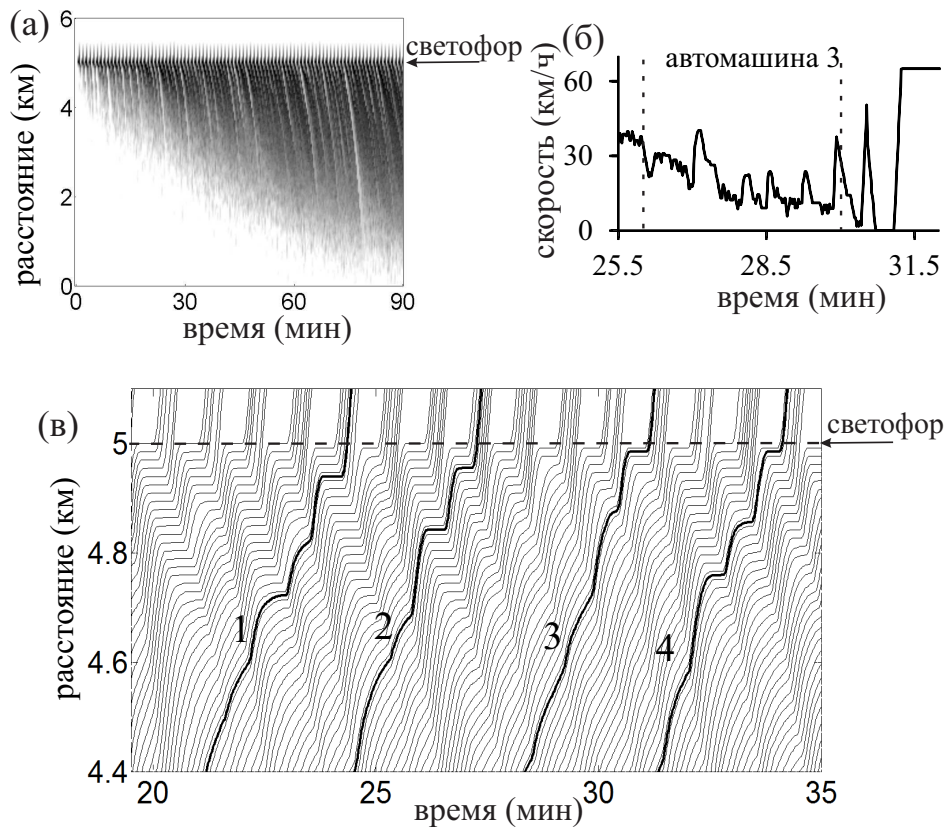 (а)
расстояние (км)
6
4
2
0
0 30 60 90
время (мин)
светофор
(б)
автомашина 3
скорость (км/ч)
60
30
0
25.5 28.5 31.5
время (мин)
(в)
расстояние (км)
5
4.8
4.6
4.4
1 2 3 4
20 25 30 35
время (мин)
светофор